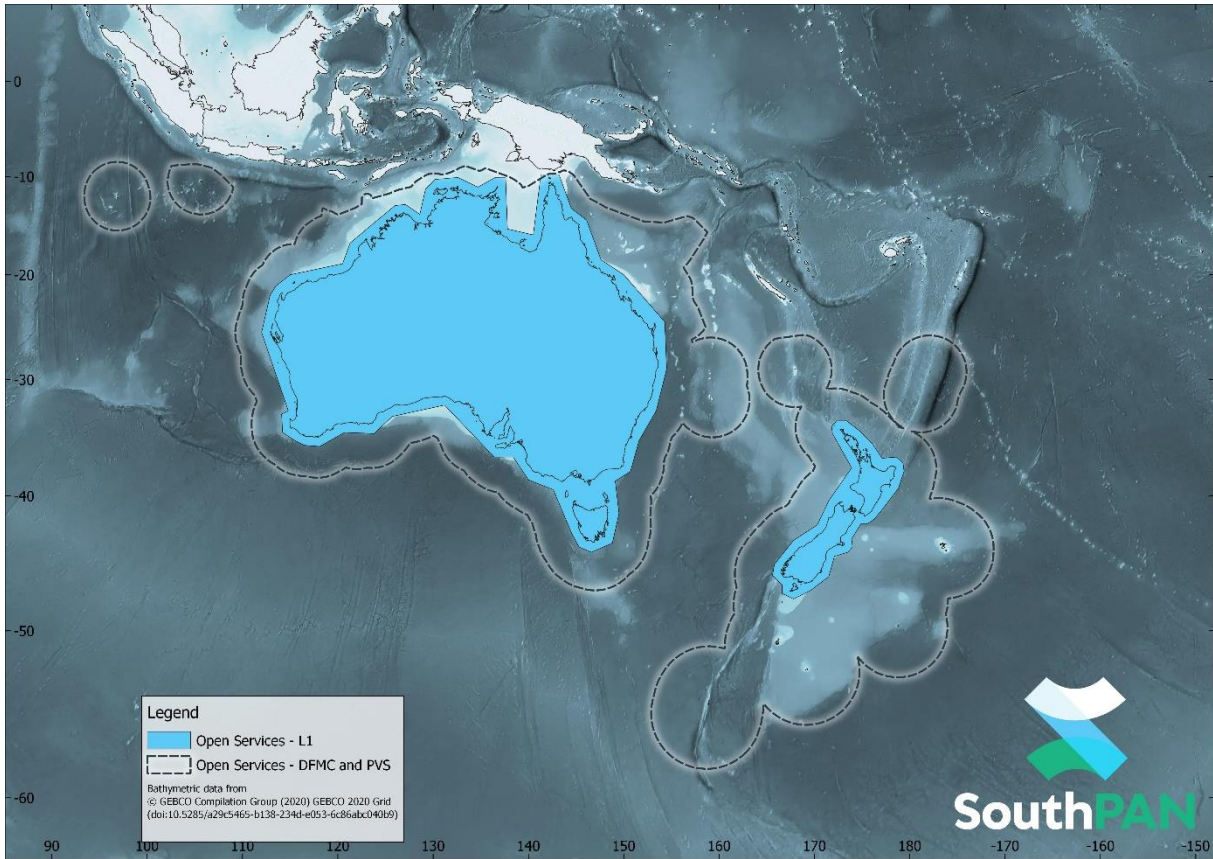 -0
-10
-20
-30
-40
-50
-60
Legend
Open Services - L1
Open Services - DFMC and PVS
Bathymetric data from
© GEBCO Compilation Group (2020) GEBCO 2020 Grid
(doi:10.5285/a29c5465-b138-234d-e053-6c86abc040b9)
SouthPAN
90 100 110 120 130 140 150 160 170 180 -170 -160 -150